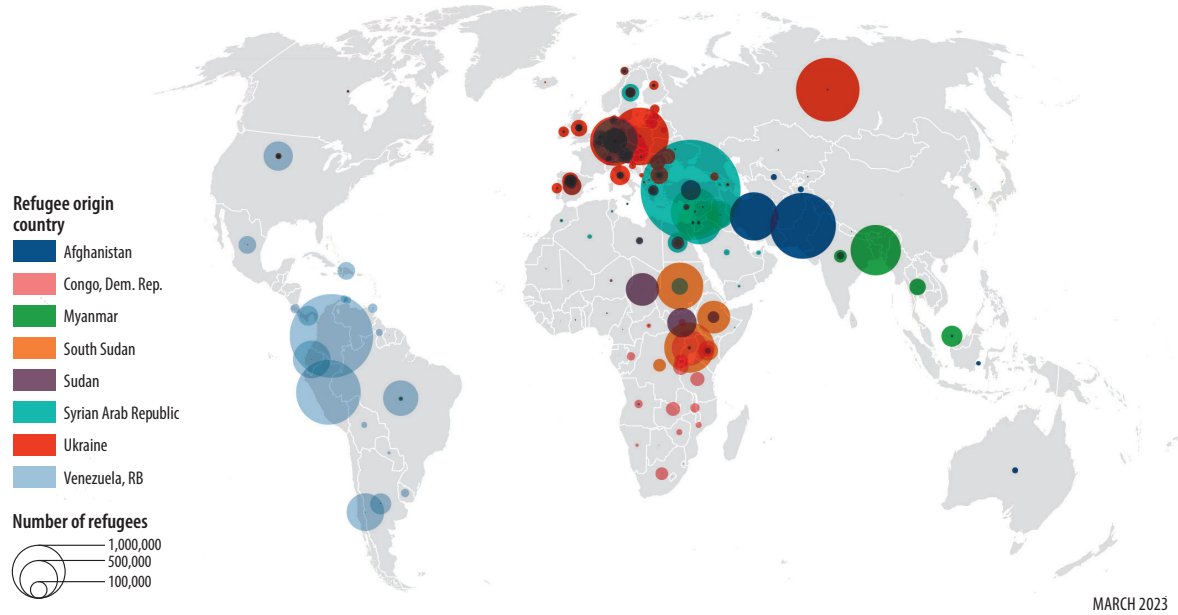 Refugee origin
country
Afghanistan
Congo, Dem. Rep.
Myanmar
South Sudan
Sudan
Syrian Arab Republic
Ukraine
Venezuela, RB
Number of refugees
1,000,000
500,000
100,000
MARCH 2023